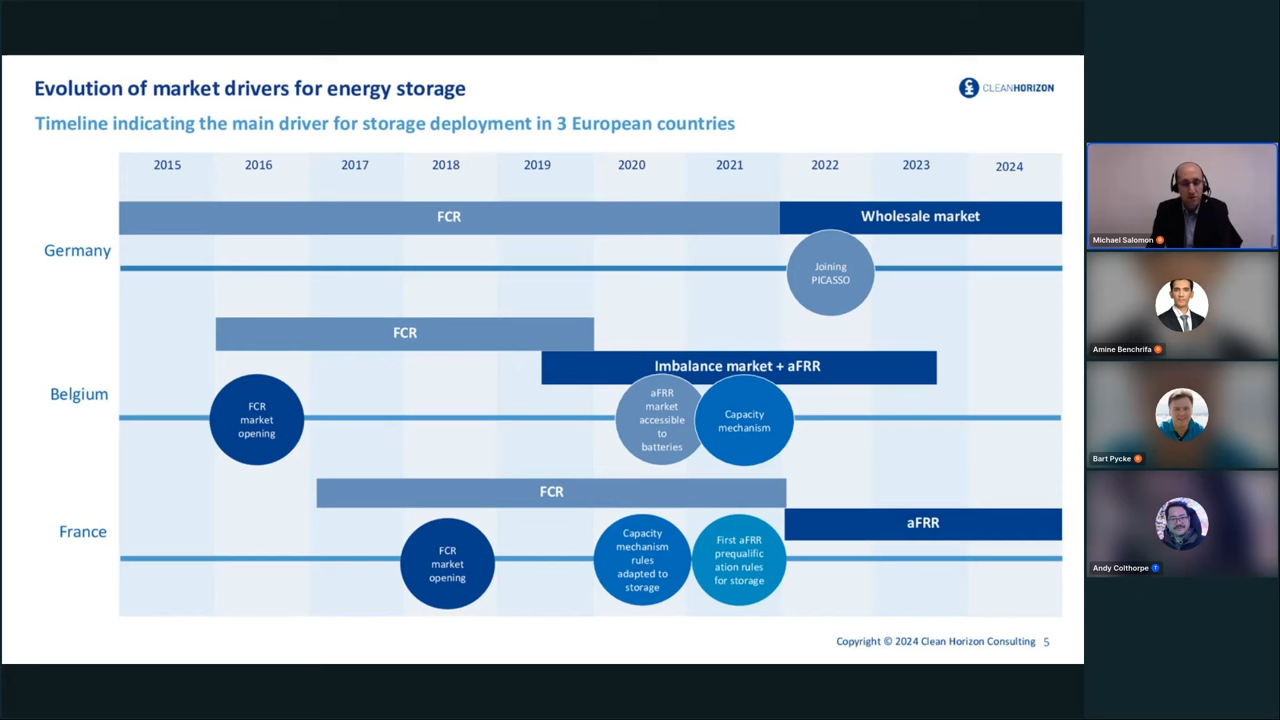 Evolution of market drivers for energy storage
CLEANHORIZON
Timeline indicating the main driver for storage deployment in 3 European countries
2015 2016 2017 2018 2019 2020 2021 2022 2023 2024
FCR
Wholesale market
Germany
Joining
PICASSO
FCR
Imbalance market + aFRR
Belgium
FCR
market
opening
aFRR
market
accessible
to
batteries
Capacity
mechanism
FCR
aFRR
France
FCR
market
opening
Capacity
mechanism
rules
adapted to
storage
First aFRR
prequalific
ation rules
for storage
Copyright © 2024 Clean Horizon Consulting 5
Michael Salomon
Amine Benchrifa
Bart Pycke
Andy Colthorpe